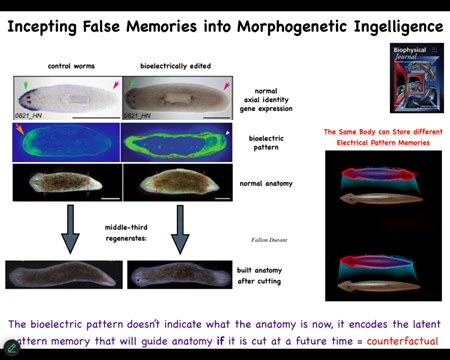 Incepting False Memories into Morphogenetic Ingelligence
control worms
bioelectrically edited
0821_HN
0821_HN
normal
axial identity
gene expression
bioelectric
pattern
normal anatomy
middle-third
regenerates:
Fallon Durant
built anatomy
after cutting
Biophysical
Journal
The Same Body can Store different
Electrical Pattern Memories
The bioelectric pattern doesn't indicate what the anatomy is now, it encodes the latent
pattern memory that will guide anatomy if it is cut at a future time = counterfactual